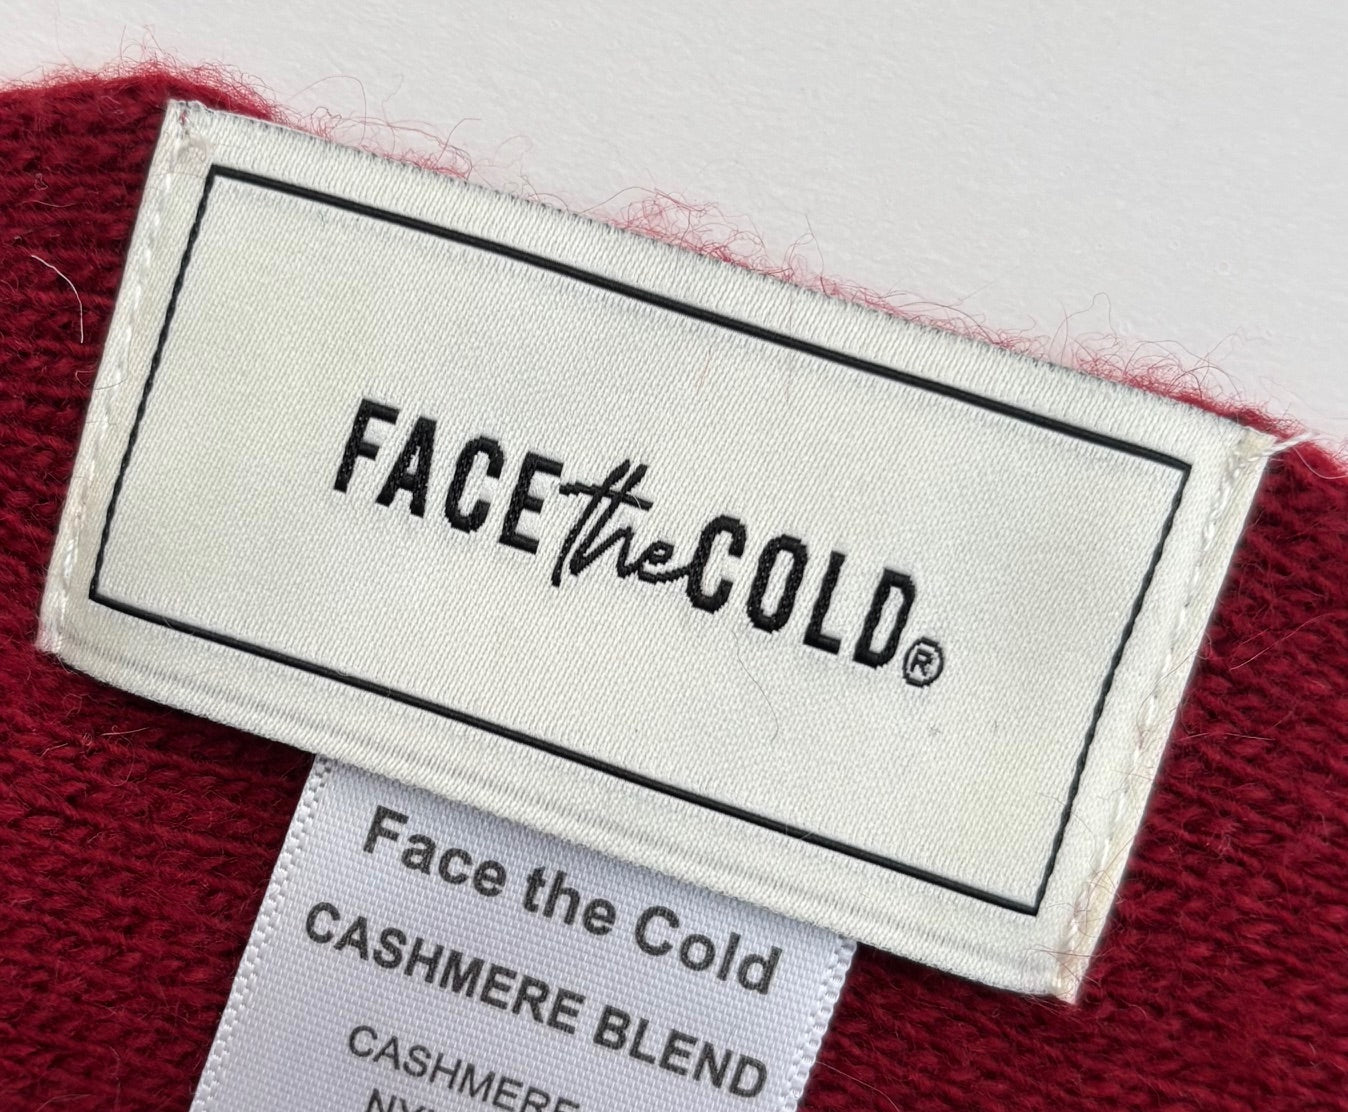 FACE the COLD®
Face the Cold
CASHMERE BLEND
CASHMERE